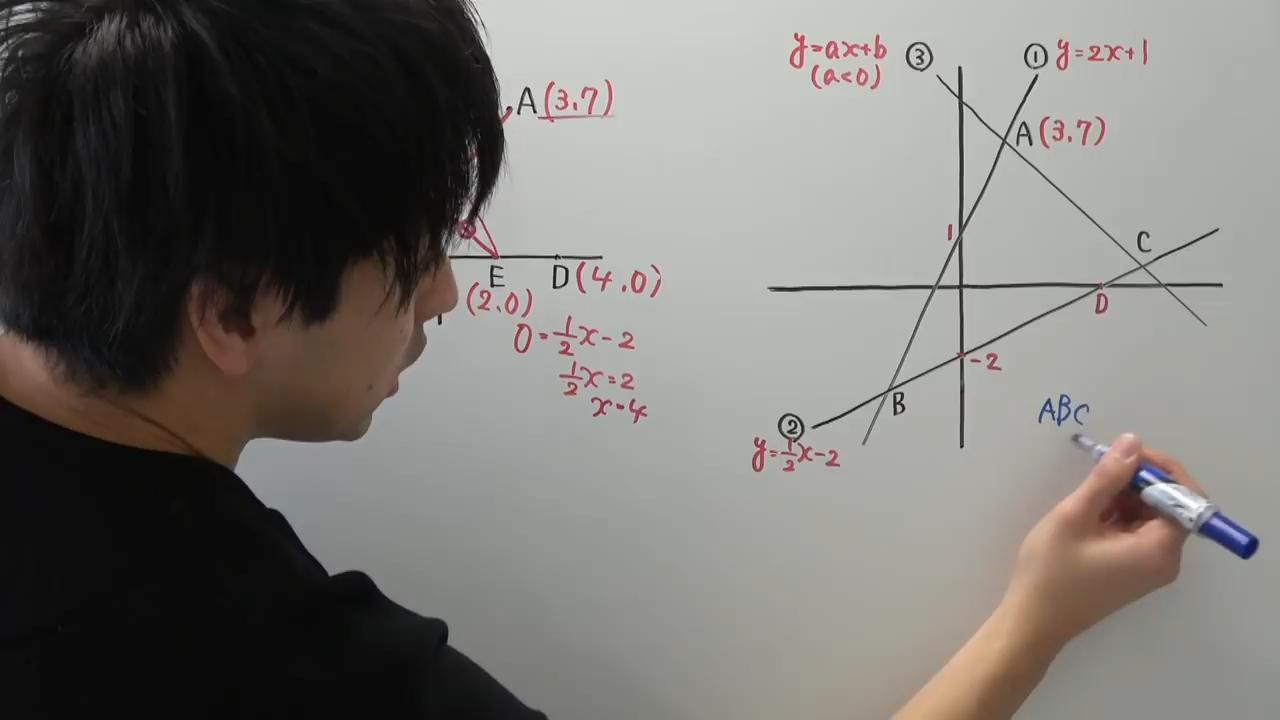 A(3.7)
E
D(4.0)
(2.0)
0=1/2x-2
1/2x=2
x=4
y=ax+b ③
(a<0)
① y=2x+1
A(3.7)
1
C
D
-2
B
②
y=1/2x-2
ABC